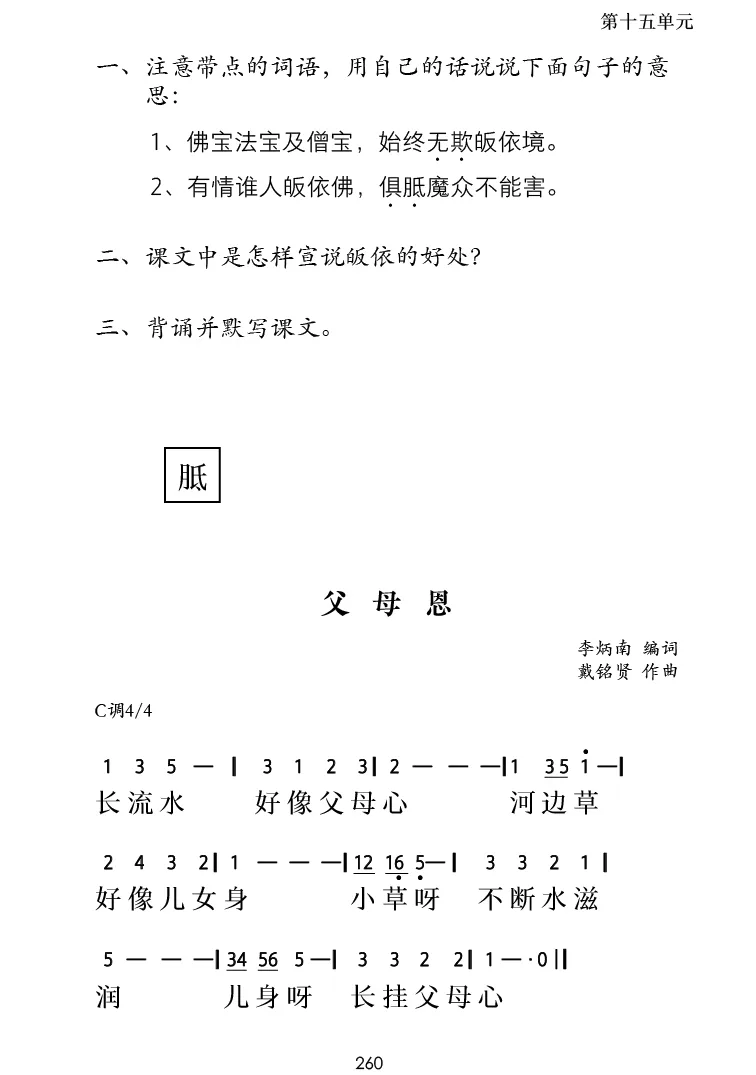 第十五单元
一、注意带点的词语，用自己的话说说下面句子的意
思：
1、佛宝法宝及僧宝，始终无欺皈依境。
2、有情谁人皈依佛，俱胝魔众不能害。
二、课文中是怎样宣说皈依的好处？
三、背诵并默写课文。
胝
父母恩
李炳南 编词
戴铭贤 作曲
C调4/4
1 3 5 — | 3 1 2 3 | 2 — — — | 1 35 1 — |
长流水 好像父母心 河边草
2 4 3 2 | 1 — — — | 12 16 5 — | 3 3 2 1 |
好像儿女身 小草呀 不断水滋
5 — — — | 34 56 5 — | 3 3 2 2 | 1 — · 0 ||
润 儿身呀 长挂父母心
260